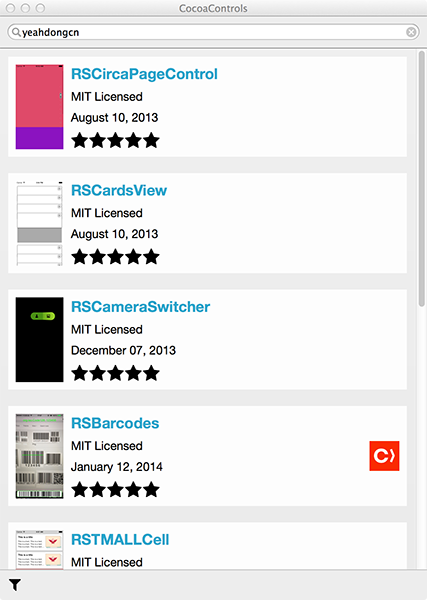 CocoaControls
yeahdongcn
RSCircaPageControl
MIT Licensed
August 10, 2013
RSCardsView
MIT Licensed
August 10, 2013
RSCameraSwitcher
MIT Licensed
December 07, 2013
RSBarcodes
MIT Licensed
January 12, 2014
RSTMALLCell
MIT Licensed